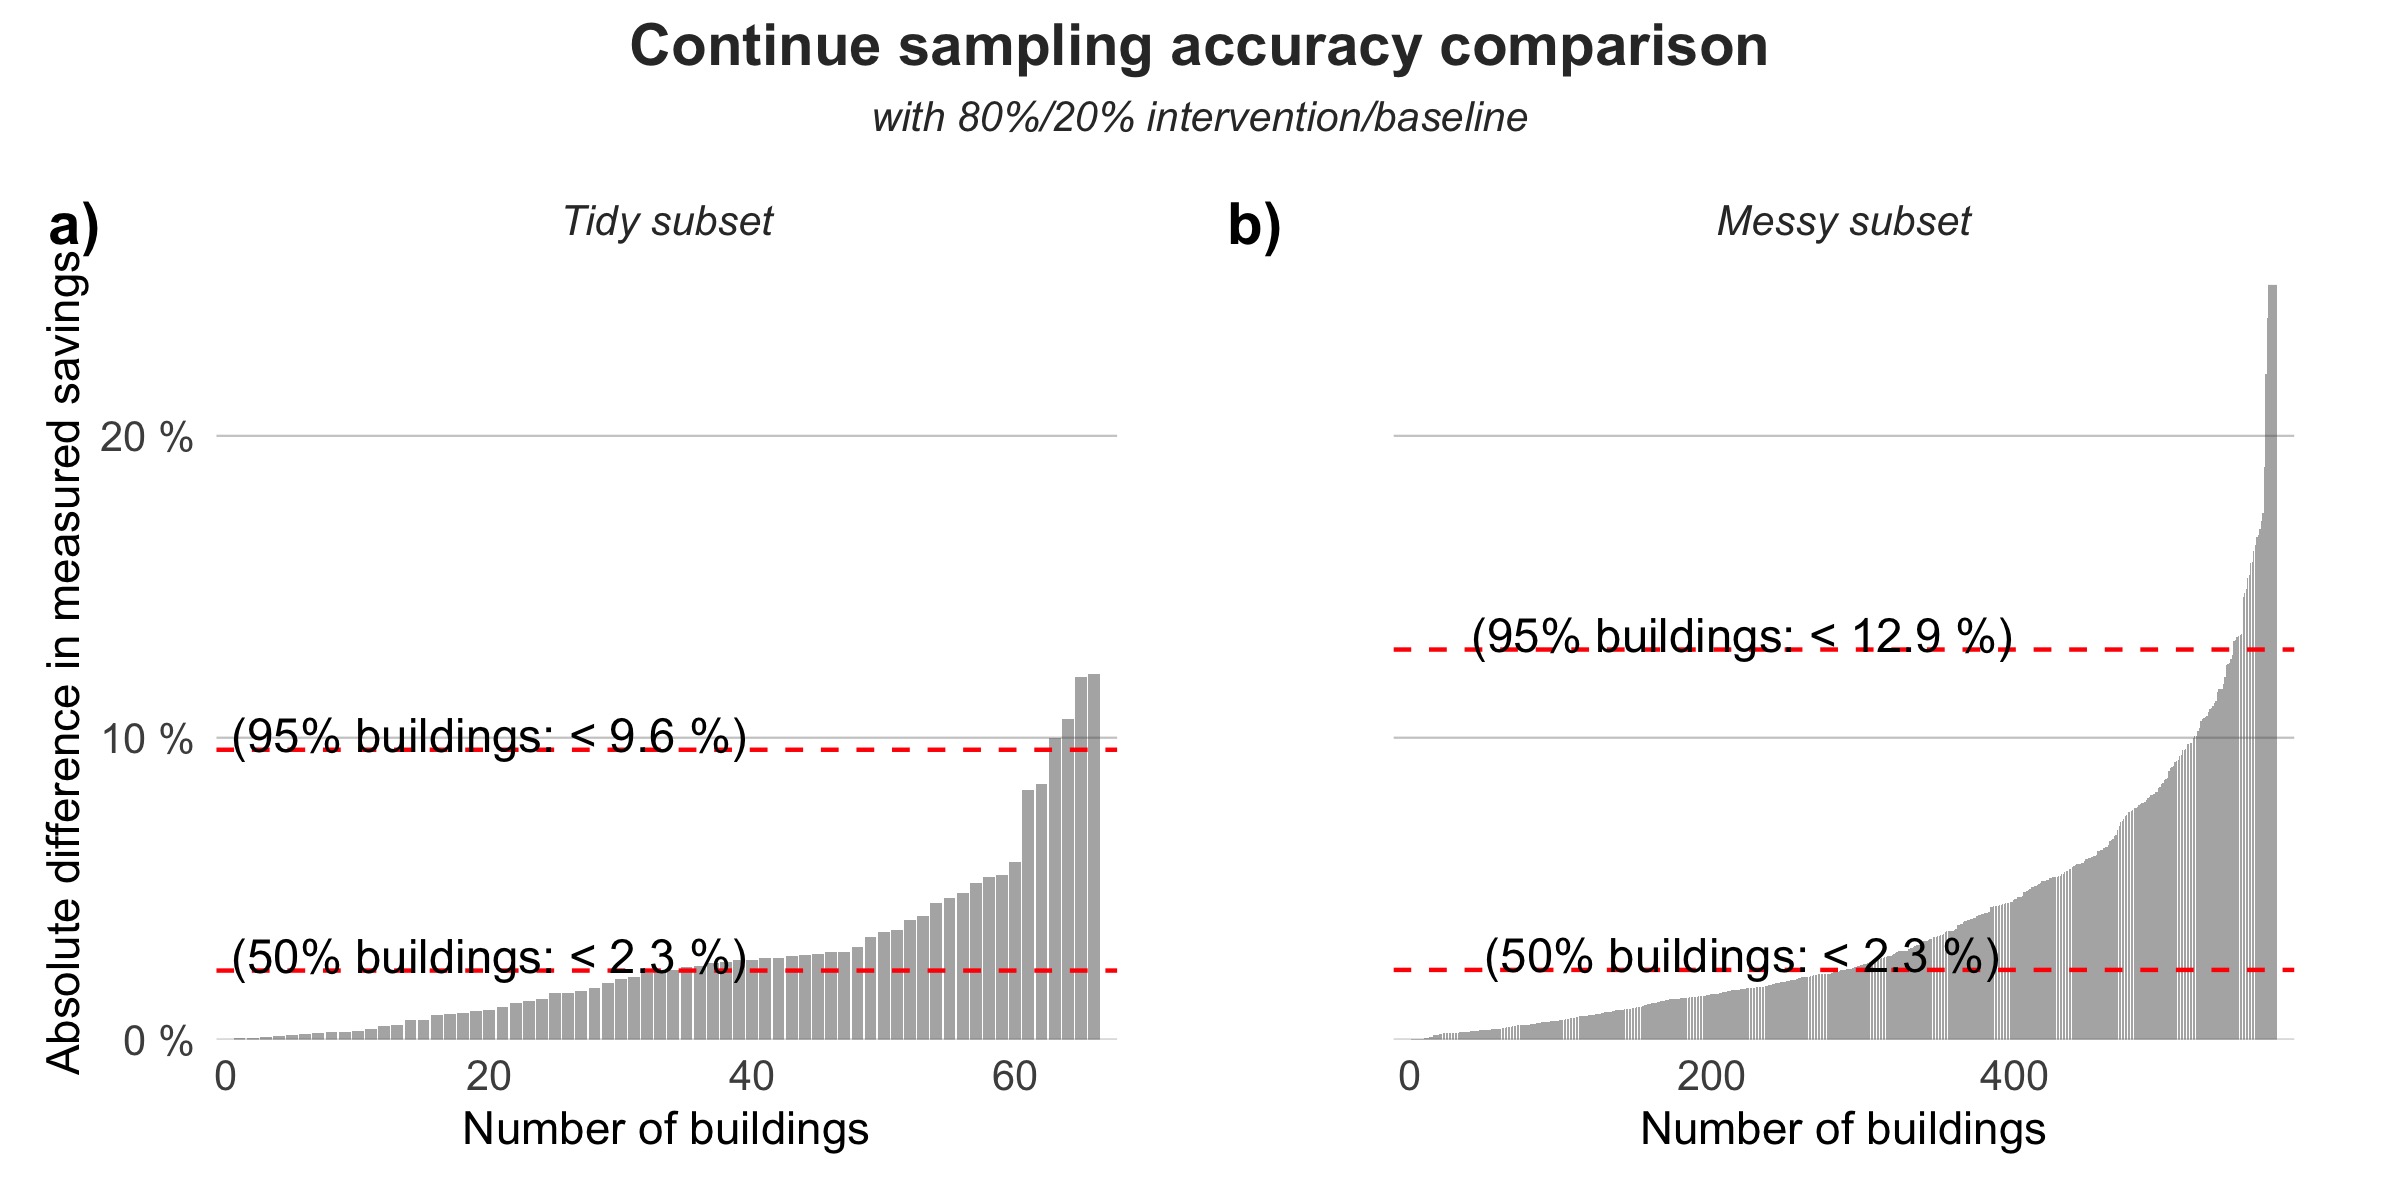 Continue sampling accuracy comparison
with 80%/20% intervention/baseline
a)
Tidy subset
Absolute difference in measured savings
20 %
10 %
0 %
(95% buildings: < 9.6 %)
(50% buildings: < 2.3 %)
0 20 40 60
Number of buildings
b)
Messy subset
(95% buildings: < 12.9 %)
(50% buildings: < 2.3 %)
0 200 400
Number of buildings